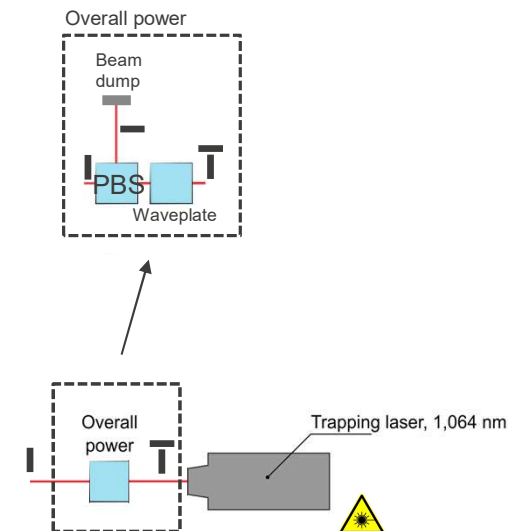 Overall power
Beam
dump
PBS
Waveplate
Overall
power
Trapping laser, 1,064 nm